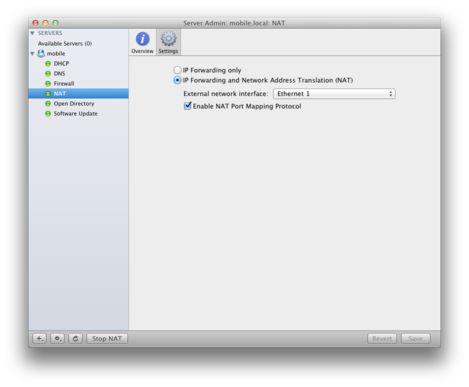 Server Admin: mobile.local: NAT
SERVERS
Available Servers (0)
mobile
DHCP
DNS
Firewall
NAT
Open Directory
Software Update
Overview
Settings
IP Forwarding only
IP Forwarding and Network Address Translation (NAT)
External network interface: Ethernet 1
Enable NAT Port Mapping Protocol
Stop NAT
Revert
Save